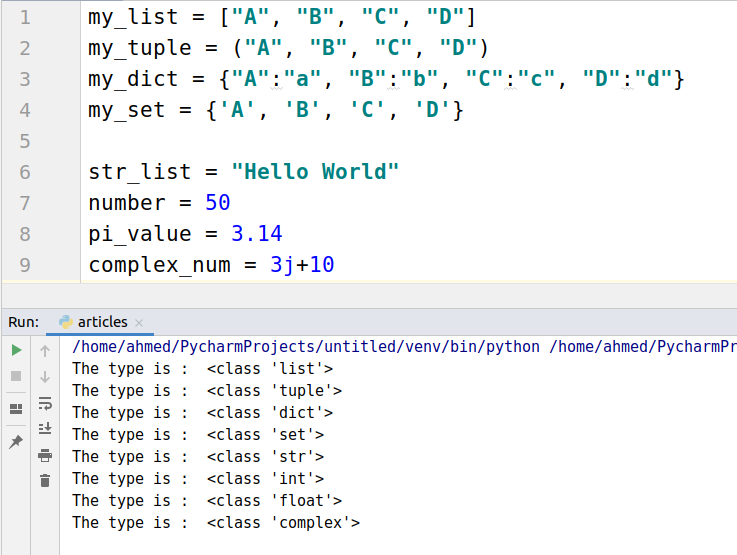 1 my_list = ["A", "B", "C", "D"]
2 my_tuple = ("A", "B", "C", "D")
3 my_dict = {"A":"a", "B":"b", "C":"c", "D":"d"}
4 my_set = {'A', 'B', 'C', 'D'}
5
6 str_list = "Hello World"
7 number = 50
8 pi_value = 3.14
9 complex_num = 3j+10
Run: articles ×
/home/ahmed/PycharmProjects/untitled/venv/bin/python /home/ahmed/PycharmPr
The type is :  <class 'list'>
The type is :  <class 'tuple'>
The type is :  <class 'dict'>
The type is :  <class 'set'>
The type is :  <class 'str'>
The type is :  <class 'int'>
The type is :  <class 'float'>
The type is :  <class 'complex'>